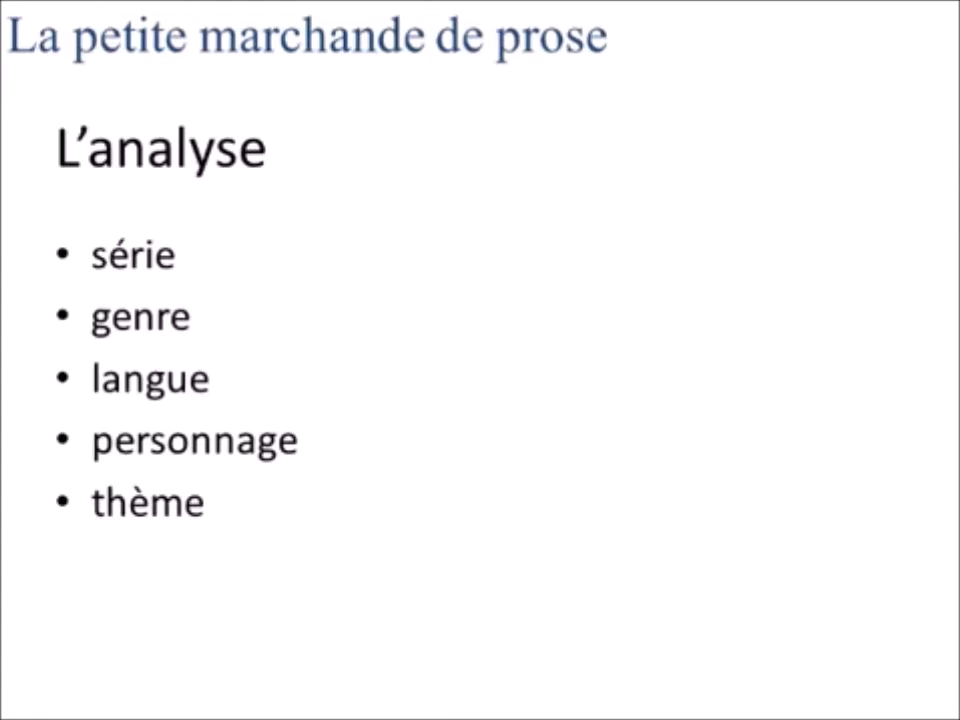 La petite marchande de prose
L’analyse
• série
• genre
• langue
• personnage
• thème